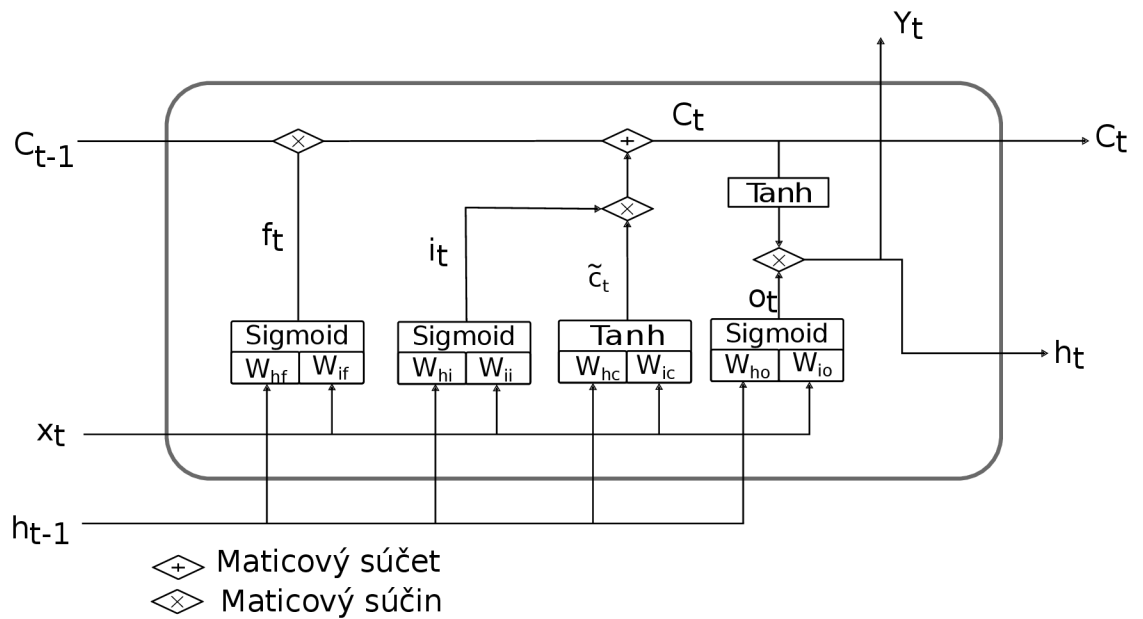 Yt
Ct
Ct-1
Ct
Tanh
ft
it
c̃t
ot
Sigmoid
Sigmoid
Tanh
Sigmoid
Whf Wif
Whi Wii
Whc Wic
Who Wio
ht
xt
ht-1
Maticový súčet
Maticový súčin